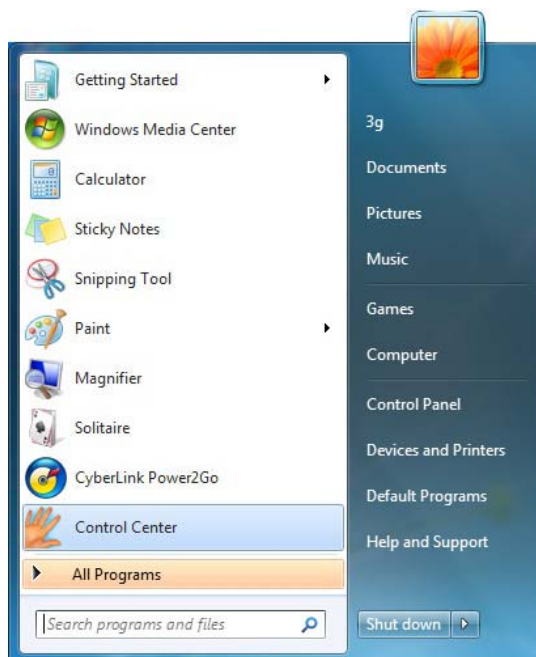 Getting Started
Windows Media Center
Calculator
Sticky Notes
Snipping Tool
Paint
Magnifier
Solitaire
CyberLink Power2Go
Control Center
All Programs
Search programs and files
3g
Documents
Pictures
Music
Games
Computer
Control Panel
Devices and Printers
Default Programs
Help and Support
Shut down